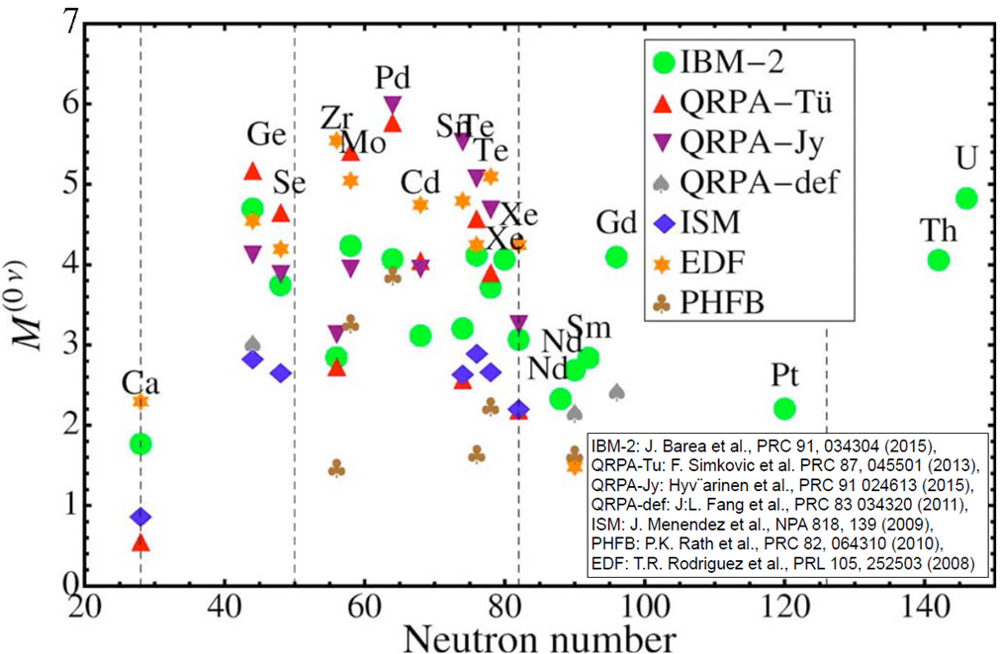 7
6
5
4
3
2
1
0
M(0ν)
Ca
Ge
Se
Zr
Mo
Pd
Cd
Sn
Te
Te
Xe
Xe
Nd
Nd
Sm
Gd
Pt
Th
U
IBM−2
QRPA−Tü
QRPA−Jy
QRPA−def
ISM
EDF
PHFB
IBM-2: J. Barea et al., PRC 91, 034304 (2015),
QRPA-Tu: F. Simkovic et al. PRC 87, 045501 (2013),
QRPA-Jy: Hyv¨arinen et al., PRC 91 024613 (2015),
QRPA-def: J:L. Fang et al., PRC 83 034320 (2011),
ISM: J. Menendez et al., NPA 818, 139 (2009),
PHFB: P.K. Rath et al., PRC 82, 064310 (2010),
EDF: T.R. Rodriguez et al., PRL 105, 252503 (2008)
20 40 60 80 100 120 140
Neutron number